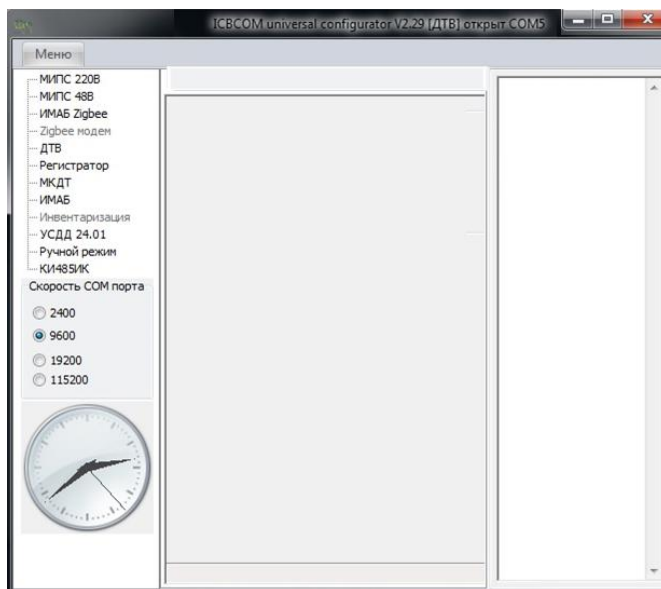 ICBCOM universal configurator V2.29 [ДТВ] открыт COM5
Меню
МИПС 220В
МИПС 48В
ИМАБ Zigbee
Zigbee модем
ДТВ
Регистратор
МКДТ
ИМАБ
Инвентаризация
УСДД 24.01
Ручной режим
КИ485ИК
Скорость COM порта
2400
9600
19200
115200